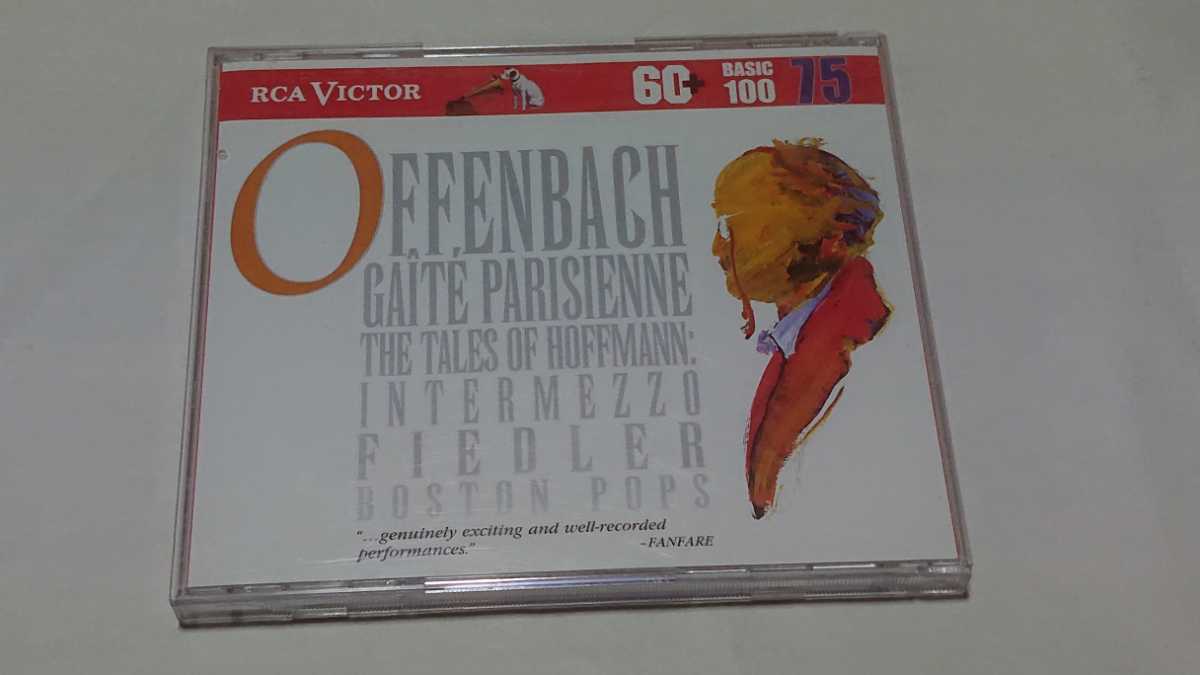 RCA VICTOR
60+
BASIC
100
75
OFFENBACH
GAÎTÉ PARISIENNE
THE TALES OF HOFFMANN:
INTERMEZZO
FIEDLER
BOSTON POPS
"...genuinely exciting and well-recorded
performances." –FANFARE